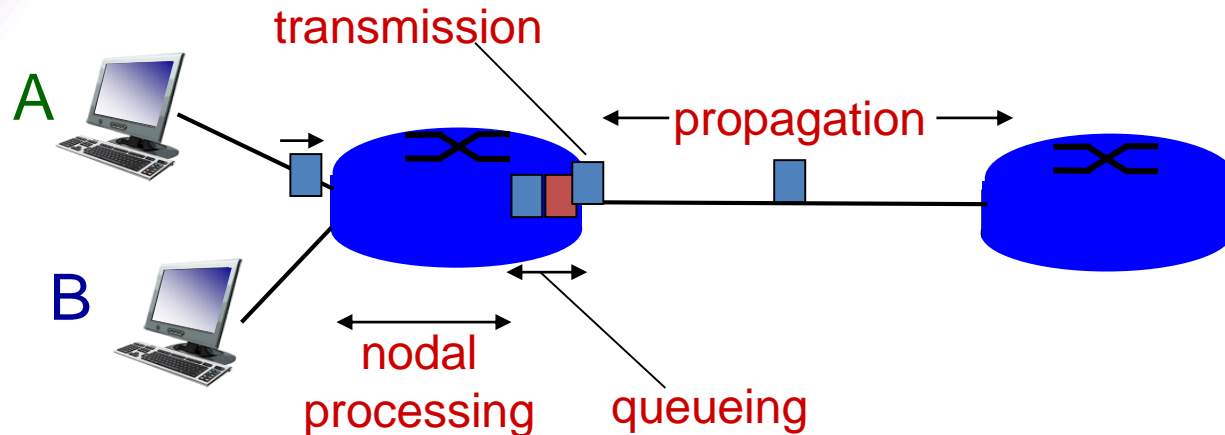 transmission
A
propagation
B
nodal
processing
queueing